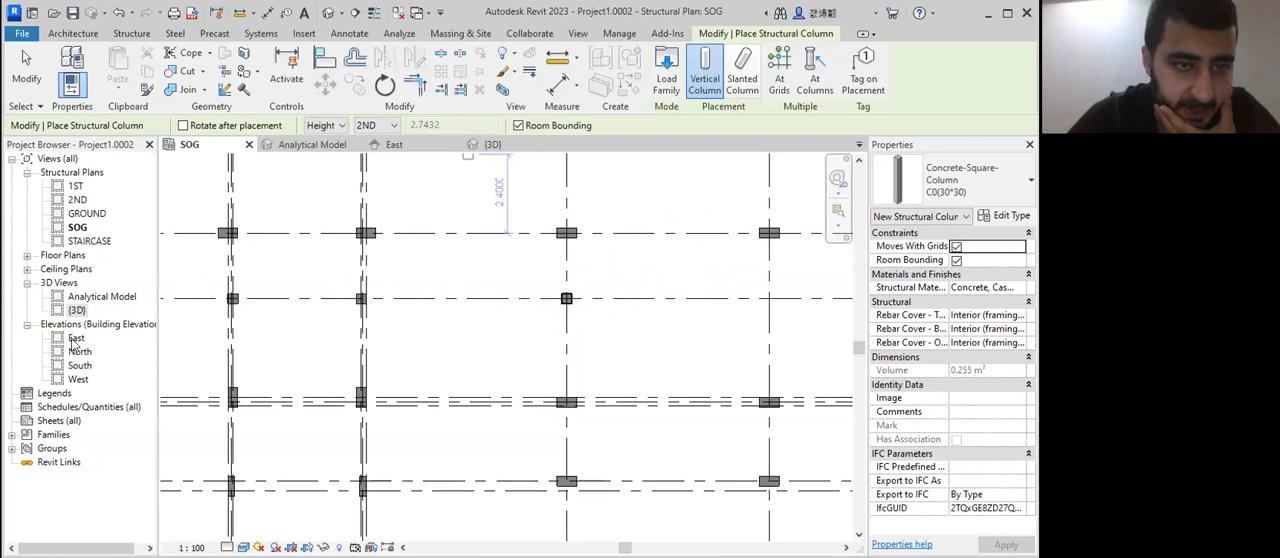 Autodesk Revit 2023 - Project1.0002 - Structural Plan: SOG
File Architecture Structure Steel Precast Systems Insert Annotate Analyze Massing & Site Collaborate View Manage Add-Ins Modify | Place Structural Column
Modify
Properties
Paste
Cope
Cut
Join
Activate
Load Family
Vertical Column
Slanted Column
At Grids
At Columns
Tag on Placement
Select Properties Clipboard Geometry Controls Modify View Measure Create Mode Placement Multiple Tag
Modify | Place Structural Column Rotate after placement Height 2ND 2.7432 Room Bounding
Project Browser - Project1.0002
SOG Analytical Model East {3D}
Views (all)
Structural Plans
1ST
2ND
GROUND
SOG
STAIRCASE
Floor Plans
Ceiling Plans
3D Views
Analytical Model
{3D}
Elevations (Building Elevation
East
North
South
West
Legends
Schedules/Quantities (all)
Sheets (all)
Families
Groups
Revit Links
1 : 100
Properties
Concrete-Square-
Column
C0(30*30)
New Structural Colun Edit Type
Constraints
Moves With Grids
Room Bounding
Materials and Finishes
Structural Mate... Concrete, Cas...
Structural
Rebar Cover - T... Interior (framing...
Rebar Cover - B... Interior (framing...
Rebar Cover - O... Interior (framing...
Dimensions
Volume 0.255 m³
Identity Data
Image
Comments
Mark
Has Association
IFC Parameters
IFC Predefined ...
Export to IFC As
Export to IFC By Type
IfcGUID 2TQxGE8ZD27Q...
Properties help Apply